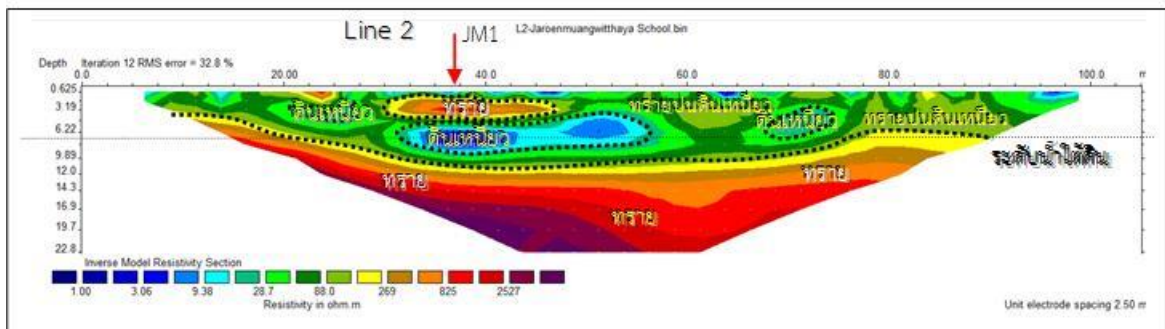 Line 2
JM1
L2-Jaroenmuangwitthaya School.bin
Depth Iteration 12 RMS error = 32.8 %
0.0 20.00 40.0 60.0 80.0 100.0 m
0.625
3.19
6.22
9.89
12.0
14.3
16.9
19.7
22.8
ดินเหนียว
ทราย
ทรายปนดินเหนียว
ดินเหนียว
ทรายปนดินเหนียว
ดินเหนียว
ระดับน้ำใต้ดิน
ทราย
ทราย
ทราย
Inverse Model Resistivity Section
1.00 3.06 9.38 28.7 88.0 269 825 2527
Resistivity in ohm.m
Unit electrode spacing 2.50 m